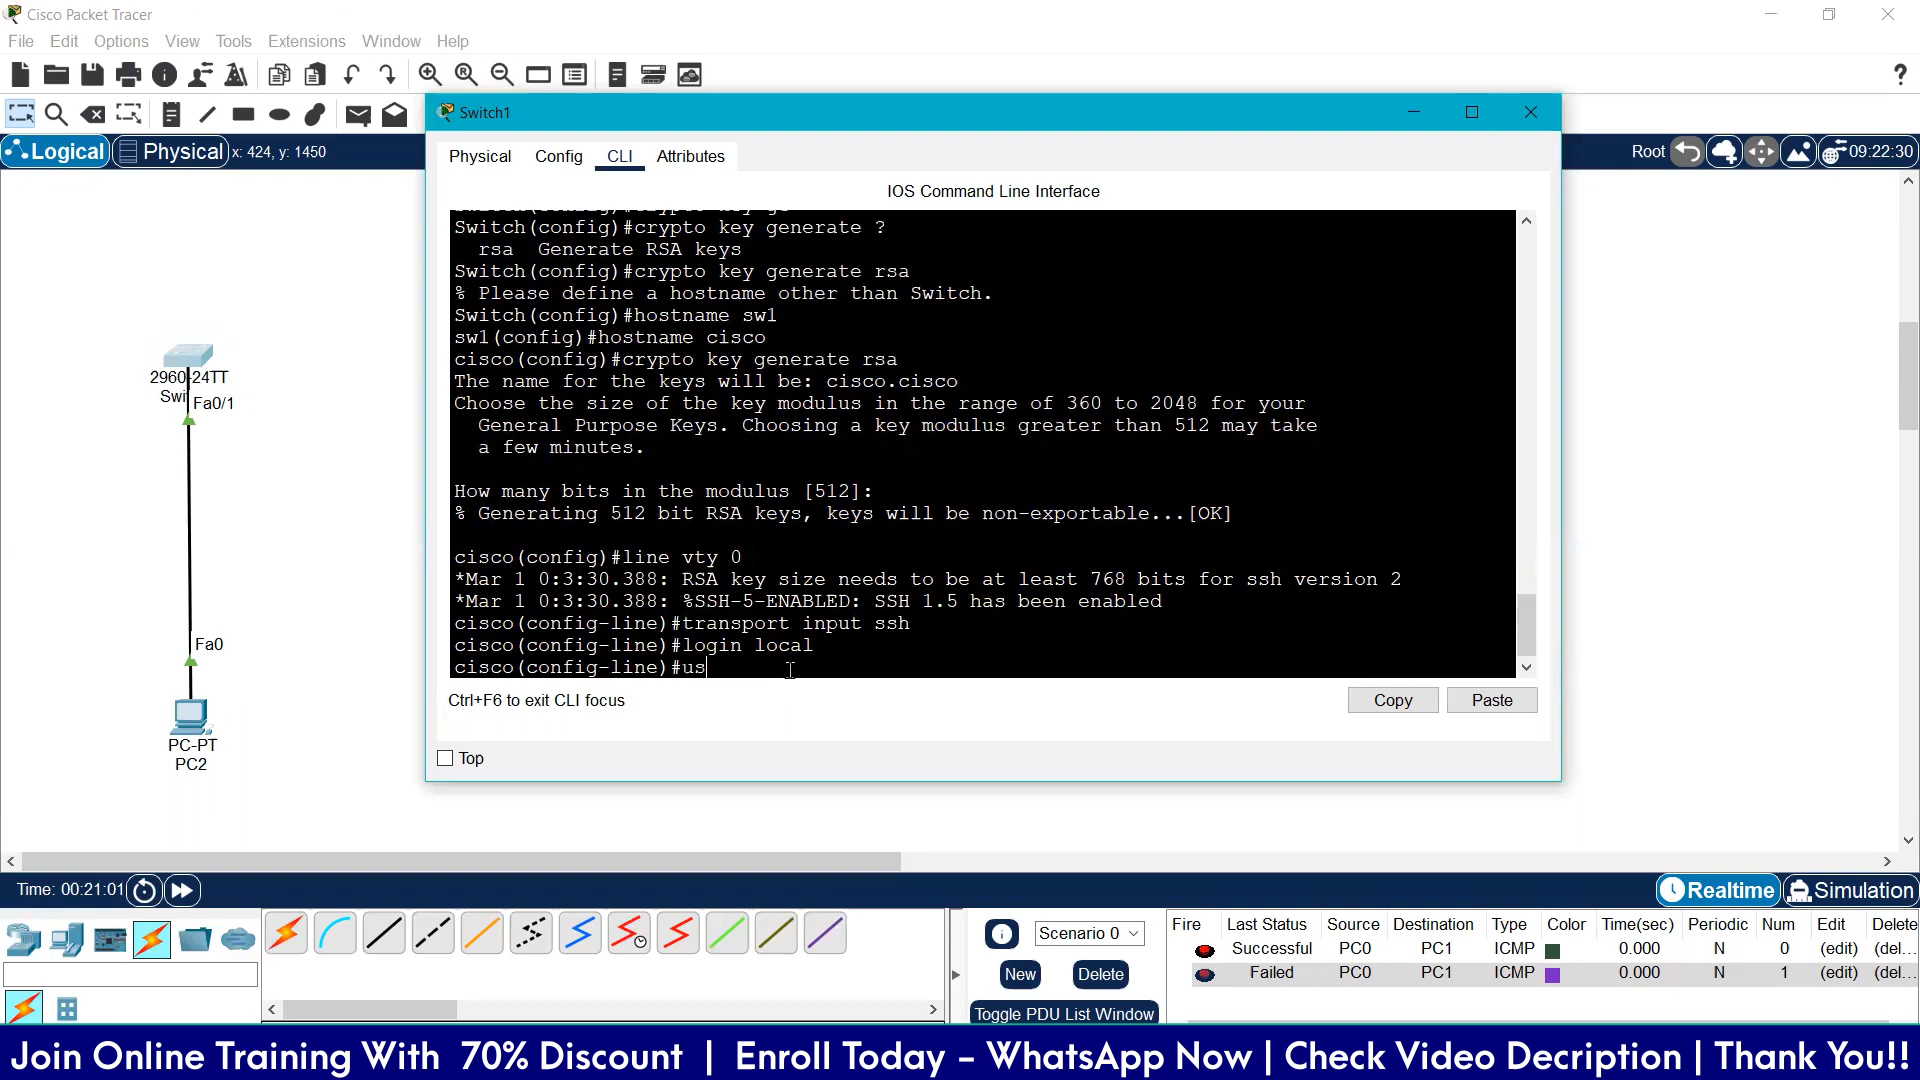 Cisco Packet Tracer
File Edit Options View Tools Extensions Window Help
?
Switch1
Logical Physical x: 424, y: 1450 Root 09:22:30
Physical Config CLI Attributes
IOS Command Line Interface
Switch(config)#crypto key generate ?
rsa Generate RSA keys
Switch(config)#crypto key generate rsa
% Please define a hostname other than Switch.
Switch(config)#hostname sw1
sw1(config)#hostname cisco
cisco(config)#crypto key generate rsa
The name for the keys will be: cisco.cisco
Choose the size of the key modulus in the range of 360 to 2048 for your
General Purpose Keys. Choosing a key modulus greater than 512 may take
a few minutes.
How many bits in the modulus [512]:
% Generating 512 bit RSA keys, keys will be non-exportable...[OK]
cisco(config)#line vty 0
*Mar 1 0:3:30.388: RSA key size needs to be at least 768 bits for ssh version 2
*Mar 1 0:3:30.388: %SSH-5-ENABLED: SSH 1.5 has been enabled
cisco(config-line)#transport input ssh
cisco(config-line)#login local
cisco(config-line)#us
Ctrl+F6 to exit CLI focus
Copy Paste
Top
2960-24TT
Swi
Fa0/1
Fa0
PC-PT
PC2
Time: 00:21:01
Realtime Simulation
Scenario 0
New Delete
Toggle PDU List Window
Fire Last Status Source Destination Type Color Time(sec) Periodic Num Edit Delete
Successful PC0 PC1 ICMP 0.000 N 0 (edit) (del...
Failed PC0 PC1 ICMP 0.000 N 1 (edit) (del...
Join Online Training With 70% Discount | Enroll Today – WhatsApp Now | Check Video Decription | Thank You!!